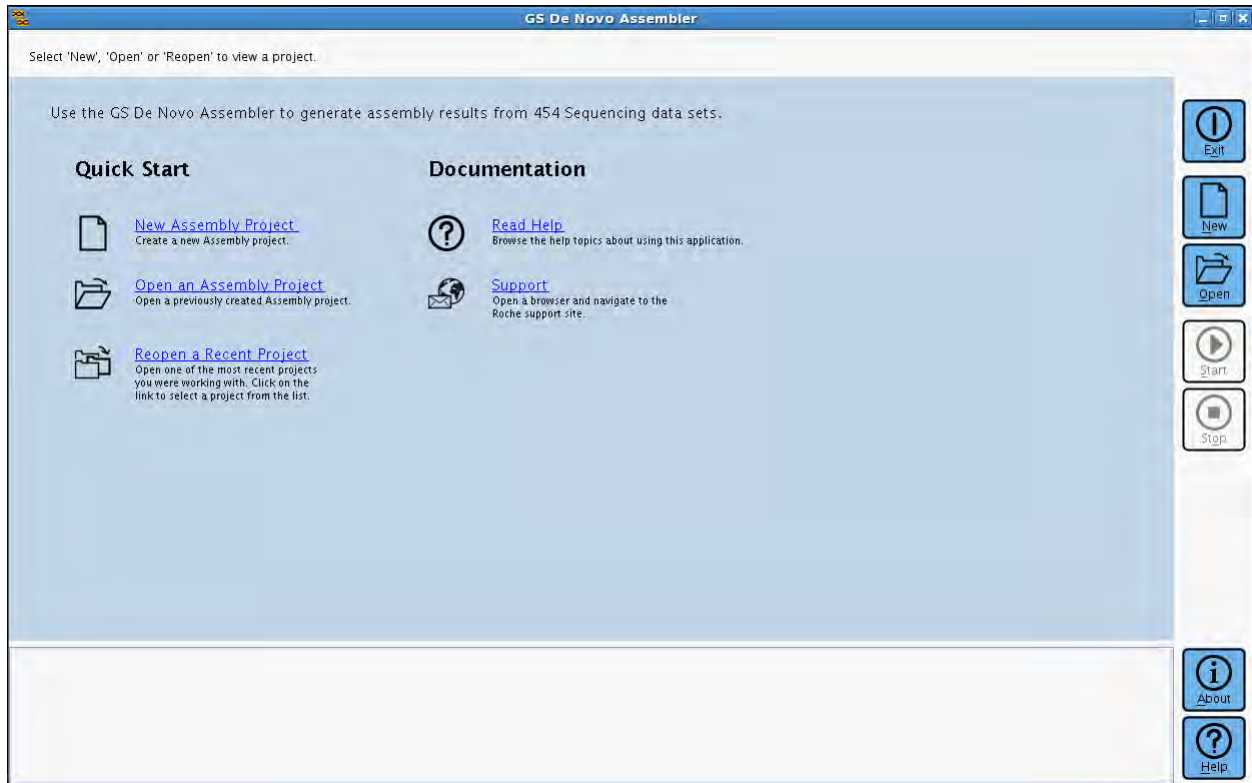 GS De Novo Assembler
Select 'New', 'Open' or 'Reopen' to view a project.
Use the GS De Novo Assembler to generate assembly results from 454 Sequencing data sets.
Quick Start
New Assembly Project
Create a new Assembly project.
Open an Assembly Project
Open a previously created Assembly project.
Reopen a Recent Project
Open one of the most recent projects
you were working with. Click on the
link to select a project from the list.
Documentation
Read Help
Browse the help topics about using this application.
Support
Open a browser and navigate to the
Roche support site.
Exit
New
Open
Start
Stop
About
Help